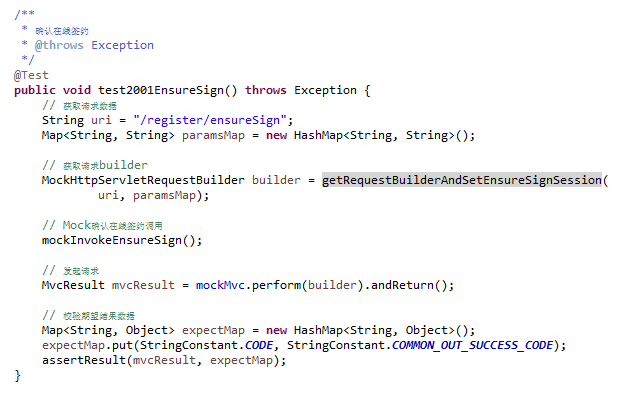 /**
 * 确认在线签约
 * @throws Exception
 */
@Test
public void test2001EnsureSign() throws Exception {
    // 获取请求数据
    String uri = "/register/ensureSign";
    Map<String, String> paramsMap = new HashMap<String, String>();

    // 获取请求builder
    MockHttpServletRequestBuilder builder = getRequestBuilderAndSetEnsureSignSession(
            uri, paramsMap);

    // Mock确认在线签约调用
    mockInvokeEnsureSign();

    // 发起请求
    MvcResult mvcResult = mockMvc.perform(builder).andReturn();

    // 校验期望结果数据
    Map<String, Object> expectMap = new HashMap<String, Object>();
    expectMap.put(StringConstant.CODE, StringConstant.COMMON_OUT_SUCCESS_CODE);
    assertResult(mvcResult, expectMap);
}